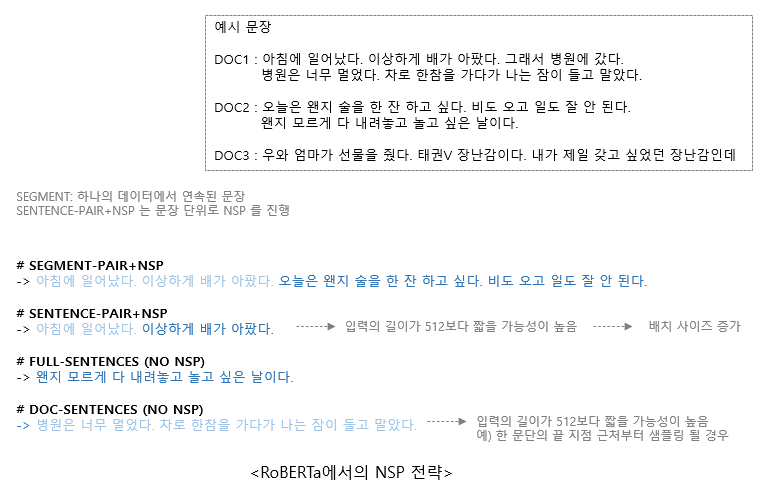 예시 문장
DOC1 : 아침에 일어났다. 이상하게 배가 아팠다. 그래서 병원에 갔다.
병원은 너무 멀었다. 차로 한참을 가다가 나는 잠이 들고 말았다.
DOC2 : 오늘은 왠지 술을 한 잔 하고 싶다. 비도 오고 일도 잘 안 된다.
왠지 모르게 다 내려놓고 놀고 싶은 날이다.
DOC3 : 우와 엄마가 선물을 줬다. 태권V 장난감이다. 내가 제일 갖고 싶었던 장난감인데
SEGMENT: 하나의 데이터에서 연속된 문장
SENTENCE-PAIR+NSP 는 문장 단위로 NSP 를 진행
# SEGMENT-PAIR+NSP
-> 아침에 일어났다. 이상하게 배가 아팠다. 오늘은 왠지 술을 한 잔 하고 싶다. 비도 오고 일도 잘 안 된다.
# SENTENCE-PAIR+NSP
-> 아침에 일어났다. 이상하게 배가 아팠다. 입력의 길이가 512보다 짧을 가능성이 높음 배치 사이즈 증가
# FULL-SENTENCES (NO NSP)
-> 왠지 모르게 다 내려놓고 놀고 싶은 날이다.
# DOC-SENTENCES (NO NSP)
-> 병원은 너무 멀었다. 차로 한참을 가다가 나는 잠이 들고 말았다. 입력의 길이가 512보다 짧을 가능성이 높음
예) 한 문단의 끝 지점 근처부터 샘플링 될 경우
<RoBERTa에서의 NSP 전략>